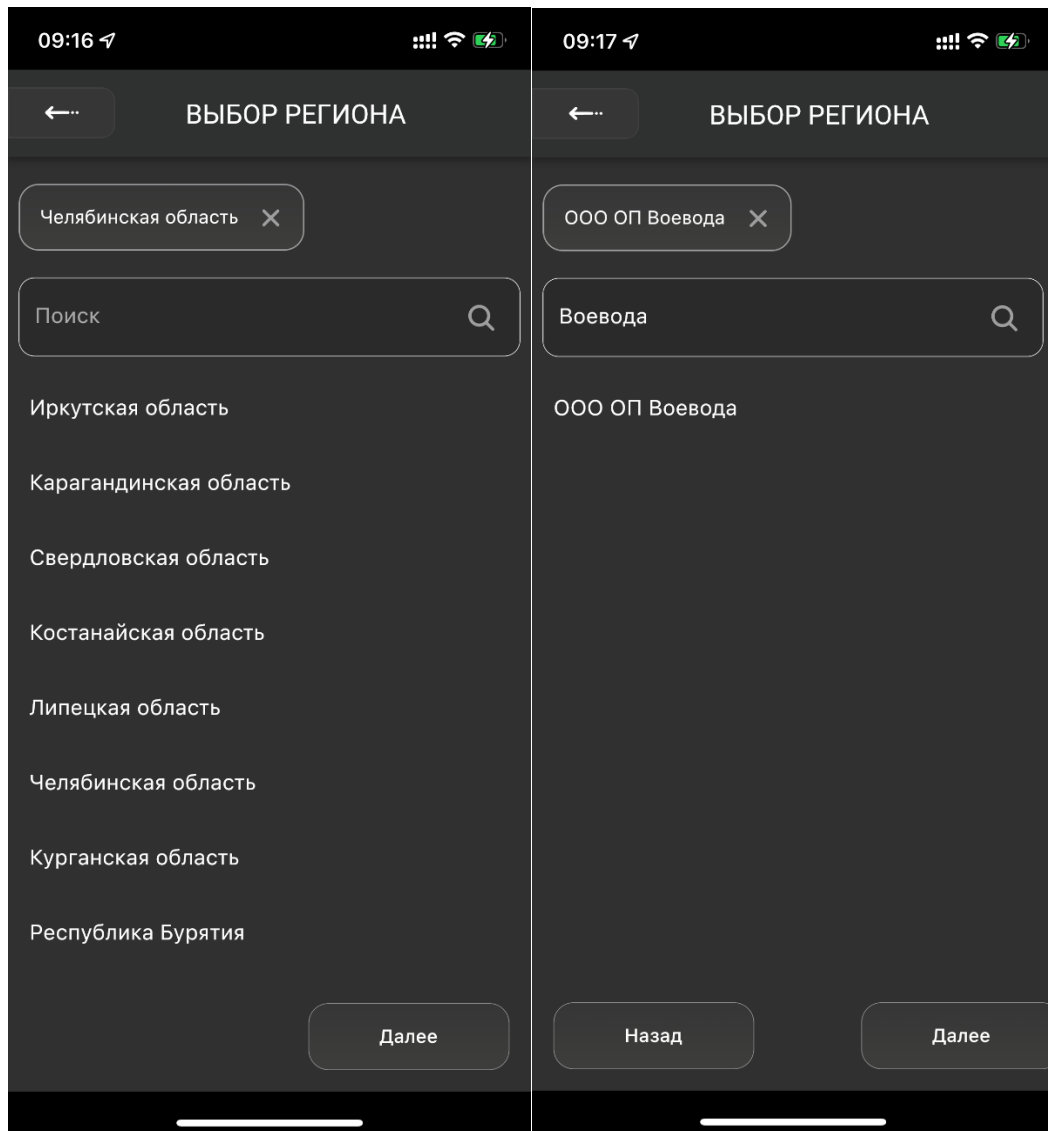 09:16
ВЫБОР РЕГИОНА
Челябинская область
Поиск
Иркутская область
Карагандинская область
Свердловская область
Костанайская область
Липецкая область
Челябинская область
Курганская область
Республика Бурятия
Далее
09:17
ВЫБОР РЕГИОНА
ООО ОП Воевода
Воевода
ООО ОП Воевода
Назад
Далее